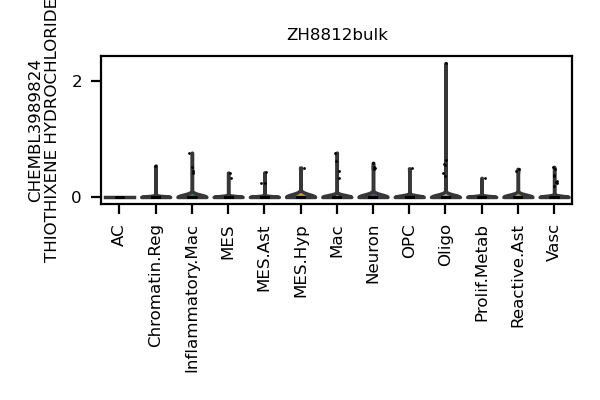 ZH8812bulk
CHEMBL3989824
THIOTHIXENE HYDROCHLORIDE
2
0
AC
Chromatin.Reg
Inflammatory.Mac
MES
MES.Ast
MES.Hyp
Mac
Neuron
OPC
Oligo
Prolif.Metab
Reactive.Ast
Vasc